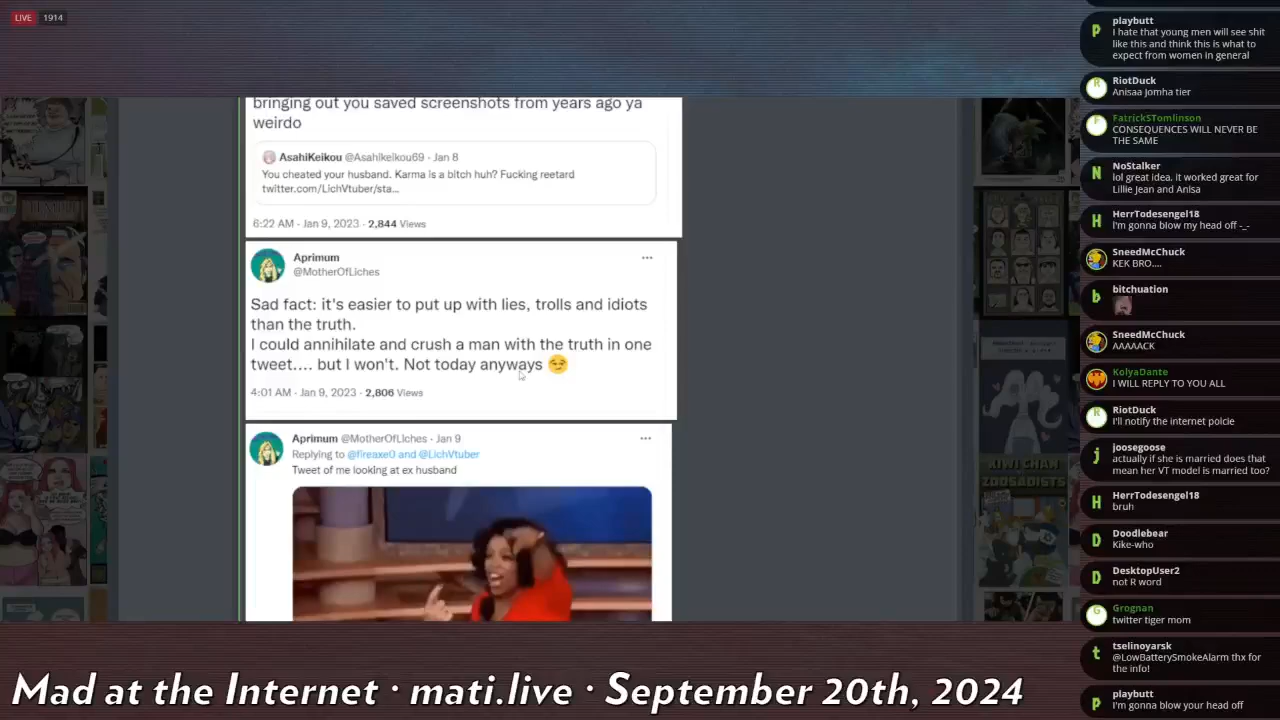 LIVE 1914
bringing out you saved screenshots from years ago ya
weirdo
AsahiKeikou @Asahikeikou69 · Jan 8
You cheated your husband. Karma is a bitch huh? Fucking reetard
twitter.com/LichVtuber/sta...
6:22 AM · Jan 9, 2023 · 2,844 Views
Aprimum
@MotherOfLiches
Sad fact: it's easier to put up with lies, trolls and idiots
than the truth.
I could annihilate and crush a man with the truth in one
tweet.... but I won't. Not today anyways 😏
4:01 AM · Jan 9, 2023 · 2,806 Views
Aprimum @MotherOfLiches · Jan 9
Replying to @fireaxe0 and @LichVtuber
Tweet of me looking at ex husband
KIWI CHAN
ZOOSADISTS
playbutt
I hate that young men will see shit
like this and think this is what to
expect from women in general
RiotDuck
Anisaa Jomha tier
FatrickSTomlinson
CONSEQUENCES WILL NEVER BE
THE SAME
NoStalker
lol great idea, it worked great for
Lillie Jean and Anisa
HerrTodesengel18
I'm gonna blow my head off -_-
SneedMcChuck
KEK BRO....
bitchuation
SneedMcChuck
AAAAACK
KolyaDante
I WILL REPLY TO YOU ALL
RiotDuck
I'll notify the internet polcie
joosegoose
actually if she is married does that
mean her VT model is married too?
HerrTodesengel18
bruh
Doodlebear
Kike-who
DesktopUser2
not R word
Grognan
twitter tiger mom
tselinoyarsk
@LowBatterySmokeAlarm thx for
the info!
playbutt
I'm gonna blow your head off
Mad at the Internet · mati.live · September 20th, 2024